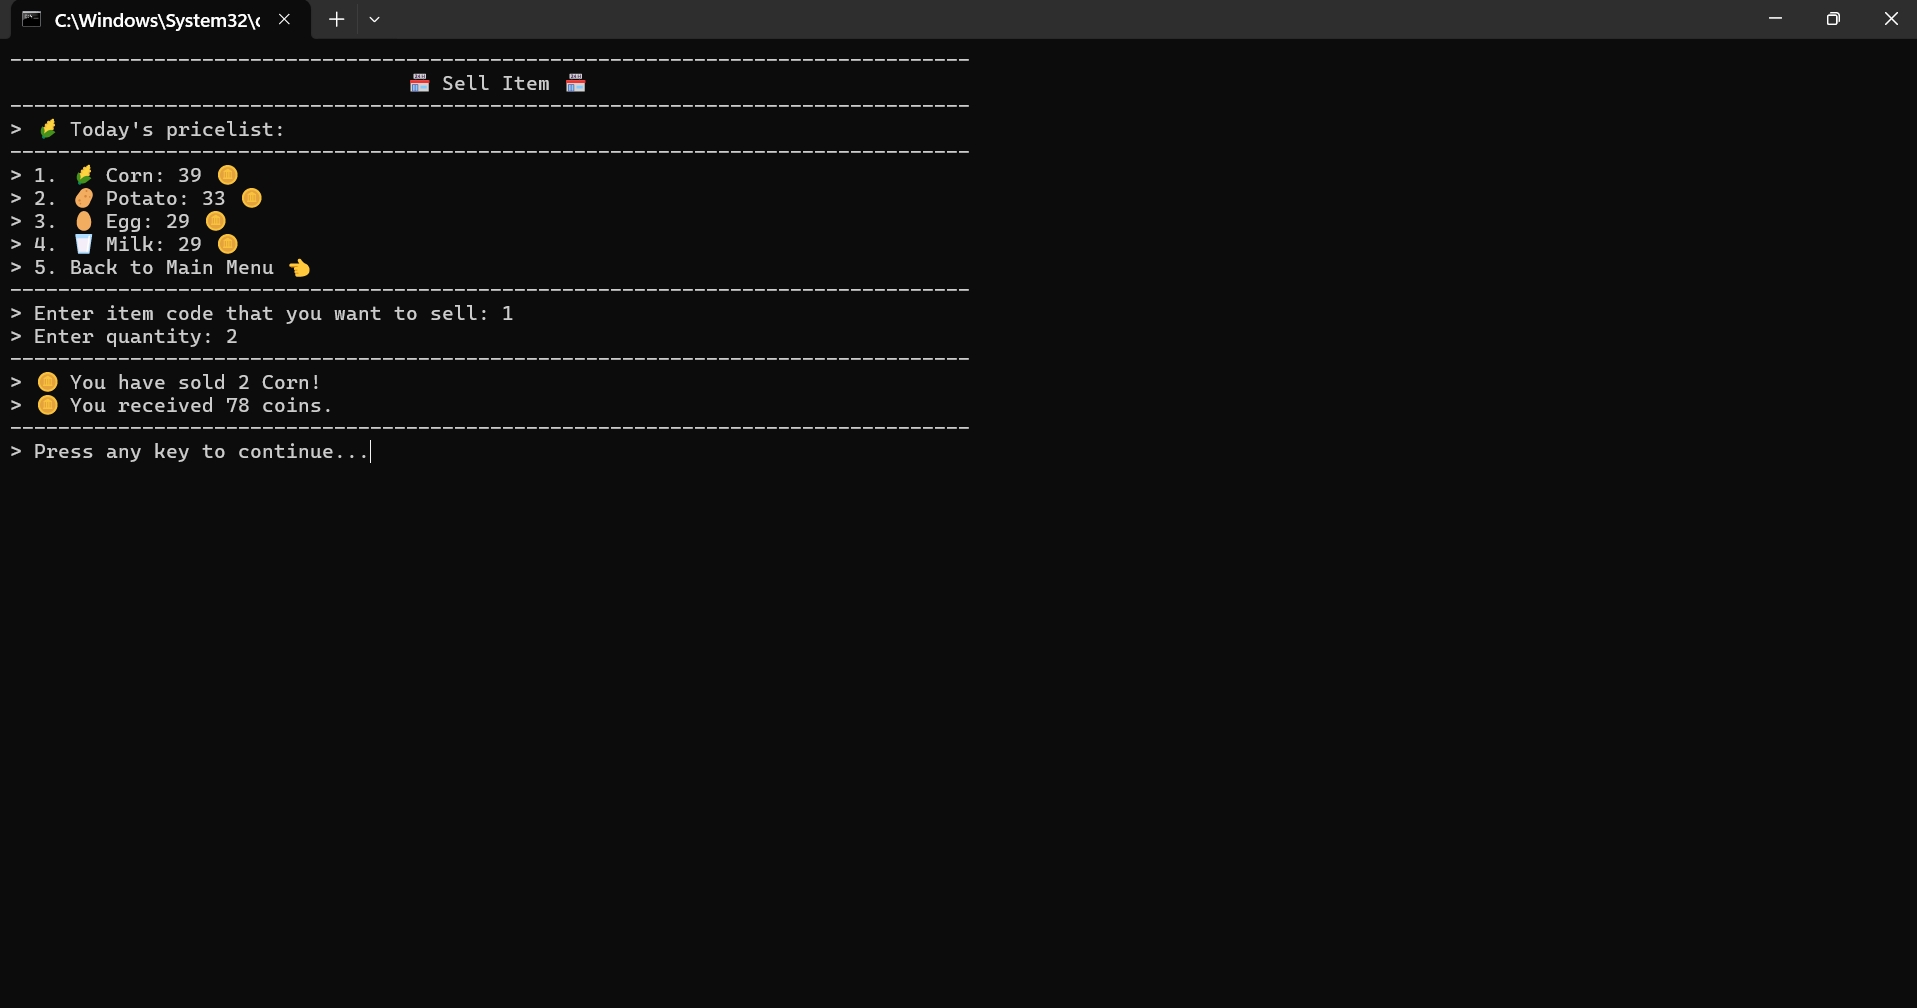 C:\Windows\System32\c
--------------------------------------------------------------------------------
🏪 Sell Item 🏪
--------------------------------------------------------------------------------
> 🌽 Today's pricelist:
--------------------------------------------------------------------------------
> 1. 🌽 Corn: 39 🪙
> 2. 🥔 Potato: 33 🪙
> 3. 🥚 Egg: 29 🪙
> 4. 🥛 Milk: 29 🪙
> 5. Back to Main Menu 👈
--------------------------------------------------------------------------------
> Enter item code that you want to sell: 1
> Enter quantity: 2
--------------------------------------------------------------------------------
> 🪙 You have sold 2 Corn!
> 🪙 You received 78 coins.
--------------------------------------------------------------------------------
> Press any key to continue...